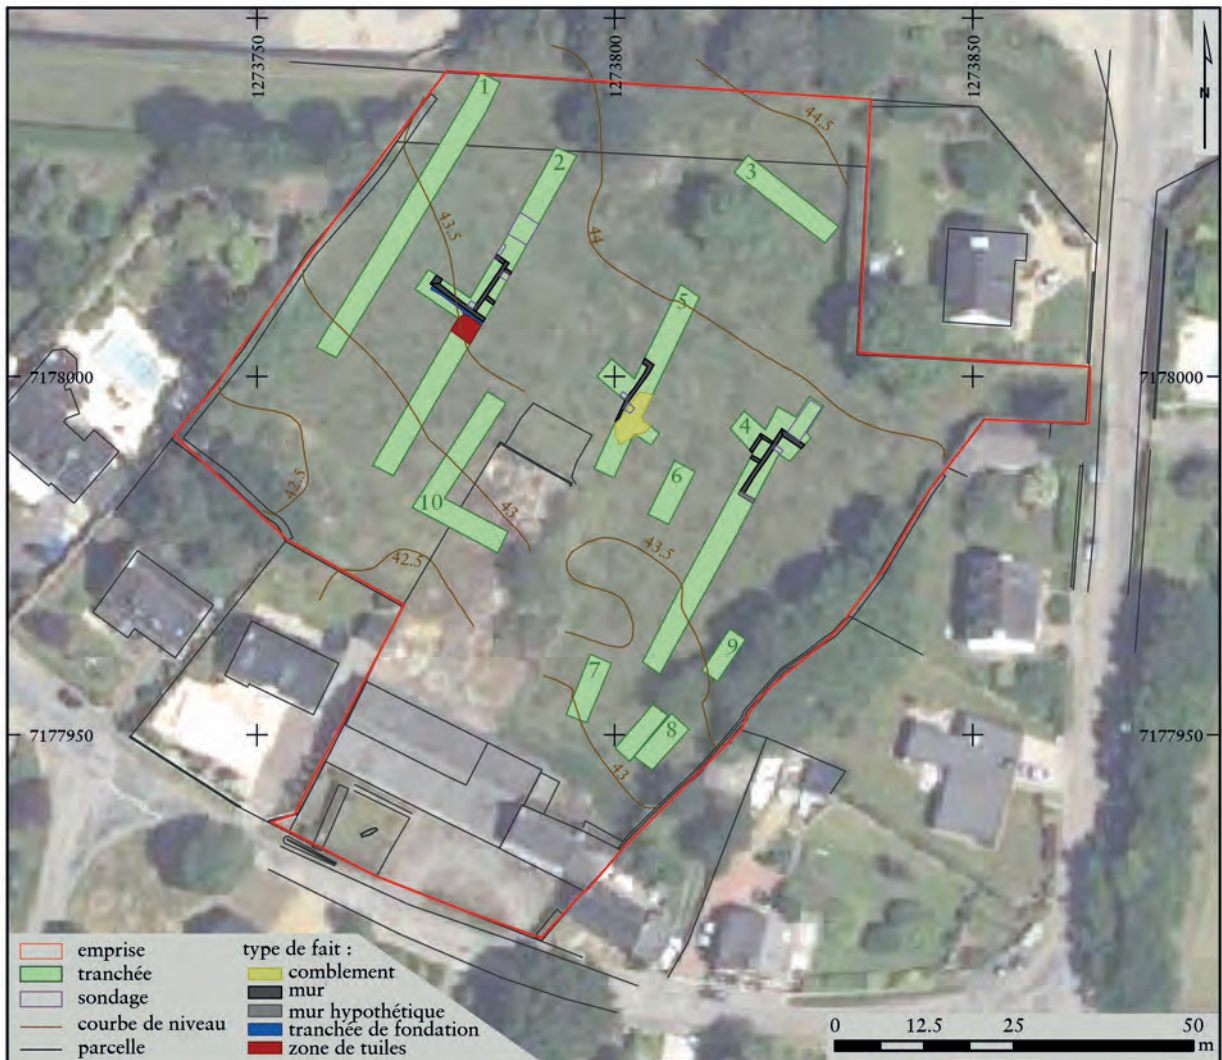 1273750
1273800
1273850
N
1
2
3
44.5
43.5
44
5
7178000
7178000
4
42.5
6
10
43
43.5
42.5
9
7
8
7177950
7177950
43
emprise
tranchée
sondage
courbe de niveau
parcelle
type de fait :
comblement
mur
mur hypothétique
tranchée de fondation
zone de tuiles
0 12.5 25 50
m